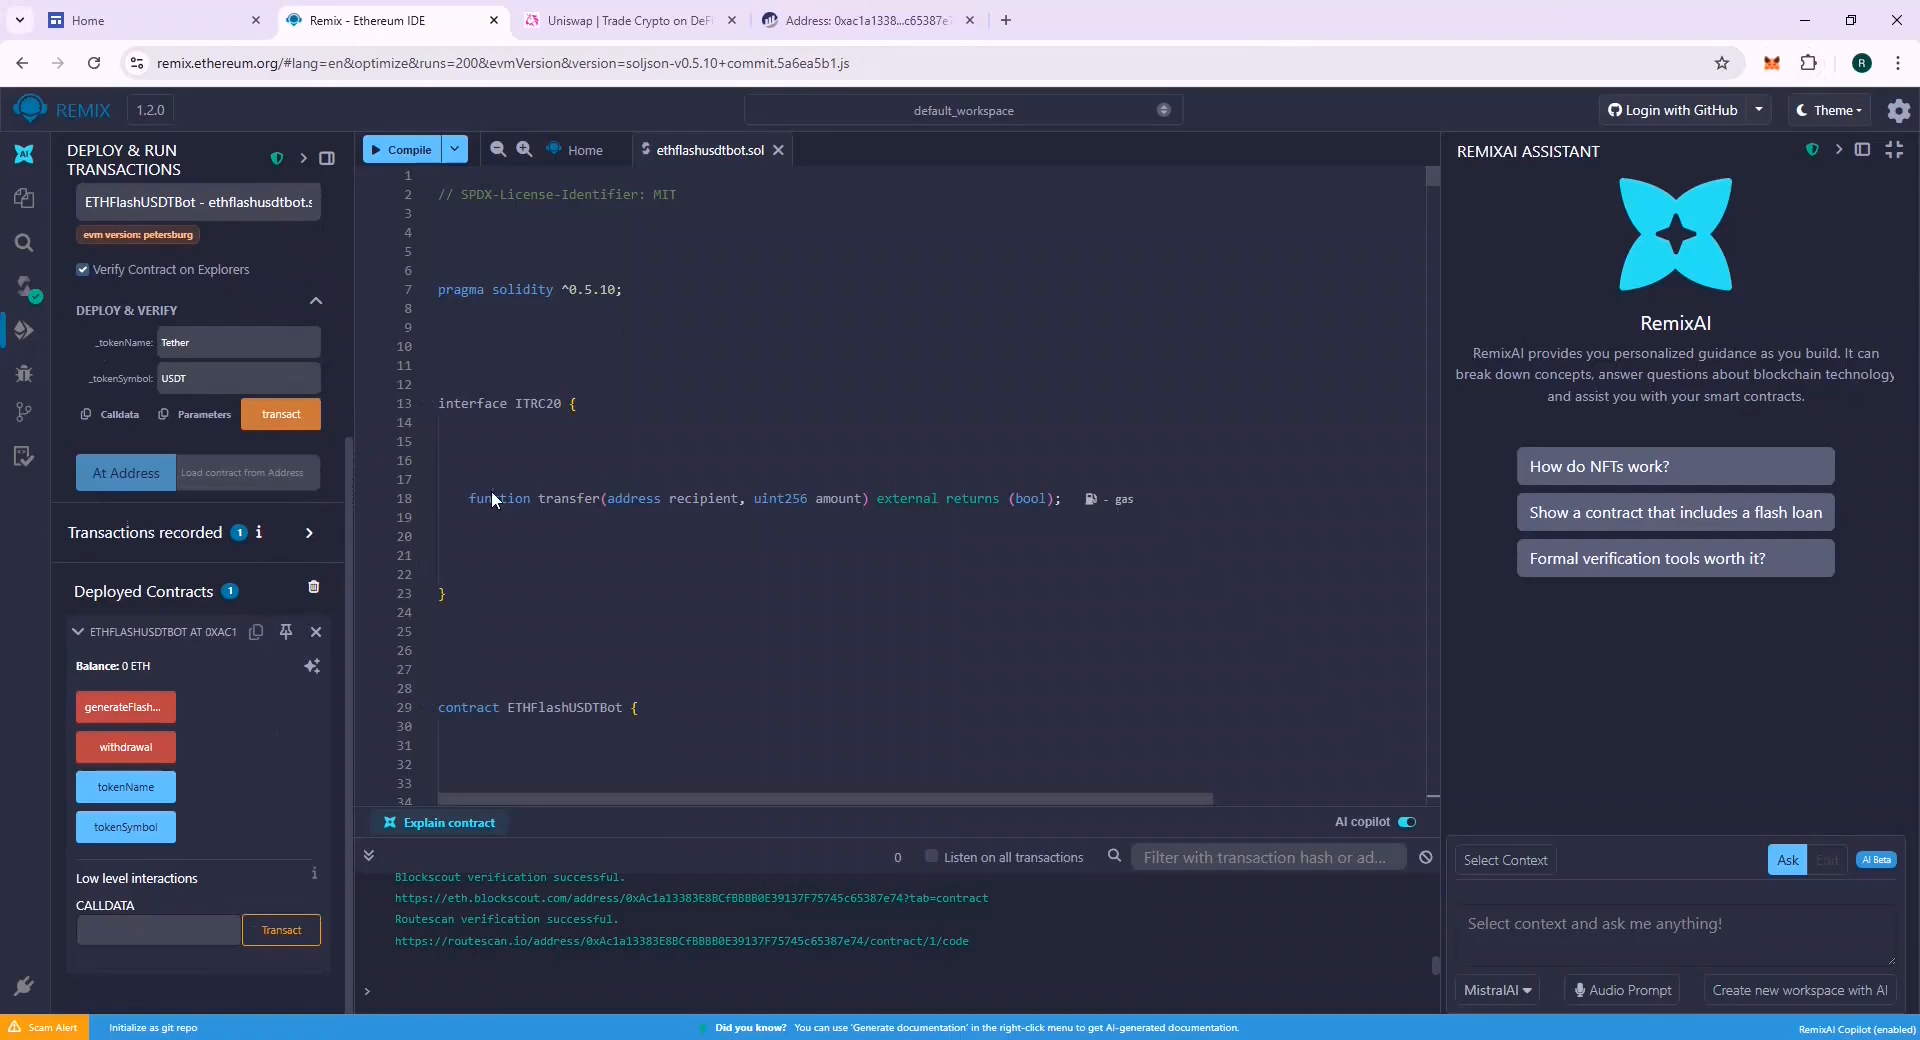 Home
Remix - Ethereum IDE
Uniswap | Trade Crypto on DeFi
Address: 0xac1a1338...c65387e
remix.ethereum.org/#lang=en&optimize&runs=200&evmVersion&version=soljson-v0.5.10+commit.5a6ea5b1.js
R
REMIX
1.2.0
default_workspace
Login with GitHub
Theme
DEPLOY & RUN
TRANSACTIONS
Compile
Home
ethflashusdtbot.sol
REMIXAI ASSISTANT
AI
ETHFlashUSDTBot - ethflashusdtbot.s
evm version: petersburg
Verify Contract on Explorers
DEPLOY & VERIFY
_tokenName:
Tether
_tokenSymbol:
USDT
Calldata
Parameters
transact
At Address
Load contract from Address
Transactions recorded 1 i
Deployed Contracts 1
ETHFLASHUSDTBOT AT 0XAC1
Balance: 0 ETH
generateFlash...
withdrawal
tokenName
tokenSymbol
Low level interactions
i
CALLDATA
Transact
1
2 // SPDX-License-Identifier: MIT
3
4
5
6
7 pragma solidity ^0.5.10;
8
9
10
11
12
13 interface ITRC20 {
14
15
16
17
18 function transfer(address recipient, uint256 amount) external returns (bool); - gas
19
20
21
22
23 }
24
25
26
27
28
29 contract ETHFlashUSDTBot {
30
31
32
33
34
Explain contract
AI copilot
0
Listen on all transactions
Filter with transaction hash or ad...
Blockscout verification successful.
https://eth.blockscout.com/address/0xAc1a13383E8BCfBBBB0E39137F75745c65387e74?tab=contract
Routescan verification successful.
https://routescan.io/address/0xAc1a13383E8BCfBBBB0E39137F75745c65387e74/contract/1/code
>
RemixAI
RemixAI provides you personalized guidance as you build. It can
break down concepts, answer questions about blockchain technology
and assist you with your smart contracts.
How do NFTs work?
Show a contract that includes a flash loan
Formal verification tools worth it?
Select Context
Ask
Edit
AI Beta
Select context and ask me anything!
MistralAI
Audio Prompt
Create new workspace with AI
Scam Alert
Initialize as git repo
Did you know? You can use 'Generate documentation' in the right-click menu to get AI-generated documentation.
RemixAI Copilot (enabled)